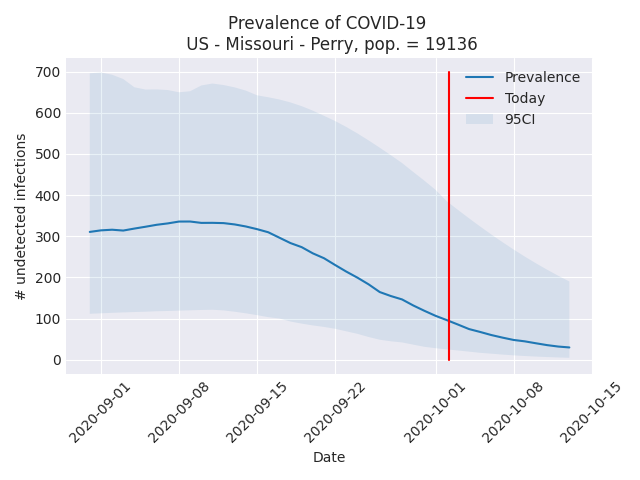 Prevalence of COVID-19
US - Missouri - Perry, pop. = 19136
700
600
500
400
300
200
100
0
# undetected infections
Prevalence
Today
95CI
2020-09-01
2020-09-08
2020-09-15
2020-09-22
2020-10-01
2020-10-08
2020-10-15
Date